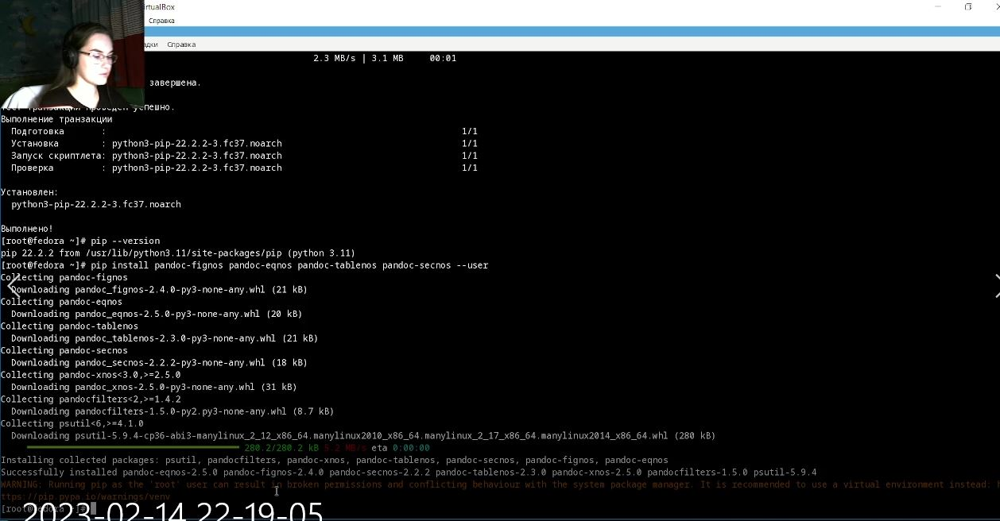 rtualBox
Справка
адки Справка
2.3 MB/s | 3.1 MB 00:01
завершена.
транзакции проведен успешно.
Выполнение транзакции
Подготовка : 1/1
Установка : python3-pip-22.2.2-3.fc37.noarch 1/1
Запуск скриптлета: python3-pip-22.2.2-3.fc37.noarch 1/1
Проверка : python3-pip-22.2.2-3.fc37.noarch 1/1
Установлен:
python3-pip-22.2.2-3.fc37.noarch
Выполнено!
[root@fedora ~]# pip --version
pip 22.2.2 from /usr/lib/python3.11/site-packages/pip (python 3.11)
[root@fedora ~]# pip install pandoc-fignos pandoc-eqnos pandoc-tablenos pandoc-secnos --user
Collecting pandoc-fignos
Downloading pandoc_fignos-2.4.0-py3-none-any.whl (21 kB)
Collecting pandoc-eqnos
Downloading pandoc_eqnos-2.5.0-py3-none-any.whl (20 kB)
Collecting pandoc-tablenos
Downloading pandoc_tablenos-2.3.0-py3-none-any.whl (21 kB)
Collecting pandoc-secnos
Downloading pandoc_secnos-2.2.2-py3-none-any.whl (18 kB)
Collecting pandoc-xnos<3.0,>=2.5.0
Downloading pandoc_xnos-2.5.0-py3-none-any.whl (31 kB)
Collecting pandocfilters<2,>=1.4.2
Downloading pandocfilters-1.5.0-py2.py3-none-any.whl (8.7 kB)
Collecting psutil<6,>=4.1.0
Downloading psutil-5.9.4-cp36-abi3-manylinux_2_12_x86_64.manylinux2010_x86_64.manylinux_2_17_x86_64.manylinux2014_x86_64.whl (280 kB)
280.2/280.2 kB 5.2 MB/s eta 0:00:00
Installing collected packages: psutil, pandocfilters, pandoc-xnos, pandoc-tablenos, pandoc-secnos, pandoc-fignos, pandoc-eqnos
Successfully installed pandoc-eqnos-2.5.0 pandoc-fignos-2.4.0 pandoc-secnos-2.2.2 pandoc-tablenos-2.3.0 pandoc-xnos-2.5.0 pandocfilters-1.5.0 psutil-5.9.4
WARNING: Running pip as the 'root' user can result in broken permissions and conflicting behaviour with the system package manager. It is recommended to use a virtual environment instead: h
ttps://pip.pypa.io/warnings/venv
[root@fedora ~]#
2023-02-14 22-19-05